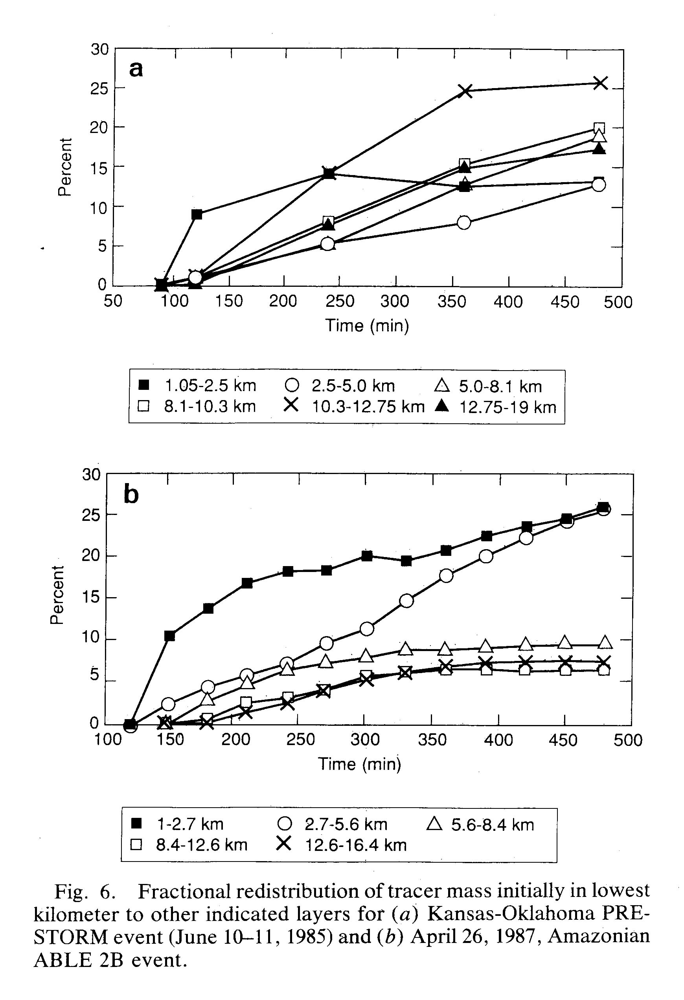 30
a
25
20
15
10
5
0
Percent
50 100 150 200 250 300 350 400 450 500
Time (min)
1.05-2.5 km 2.5-5.0 km 5.0-8.1 km
8.1-10.3 km 10.3-12.75 km 12.75-19 km
30
b
25
20
15
10
5
0
Percent
100 150 200 250 300 350 400 450 500
Time (min)
1-2.7 km 2.7-5.6 km 5.6-8.4 km
8.4-12.6 km 12.6-16.4 km
Fig. 6. Fractional redistribution of tracer mass initially in lowest
kilometer to other indicated layers for (a) Kansas-Oklahoma PRE-
STORM event (June 10–11, 1985) and (b) April 26, 1987, Amazonian
ABLE 2B event.